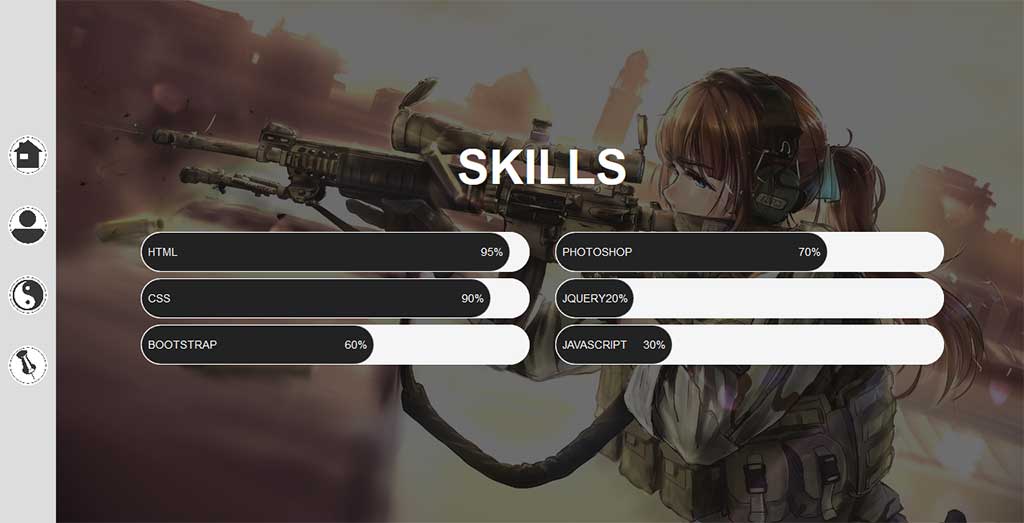 SKILLS
HTML 95%
CSS 90%
BOOTSTRAP 60%
PHOTOSHOP 70%
JQUERY20%
JAVASCRIPT 30%